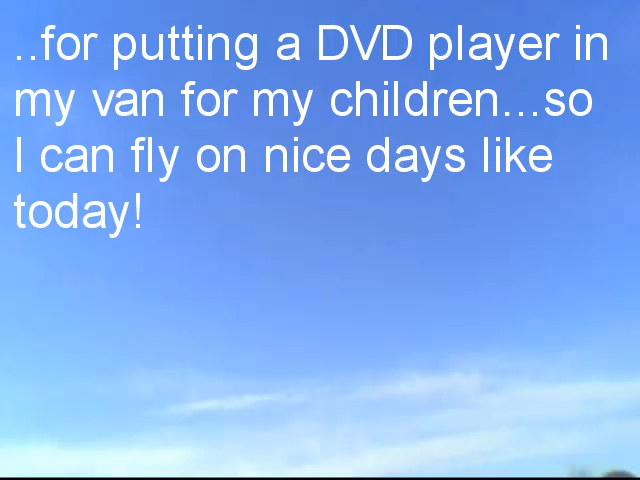 ..for putting a DVD player in
my van for my children...so
I can fly on nice days like
today!